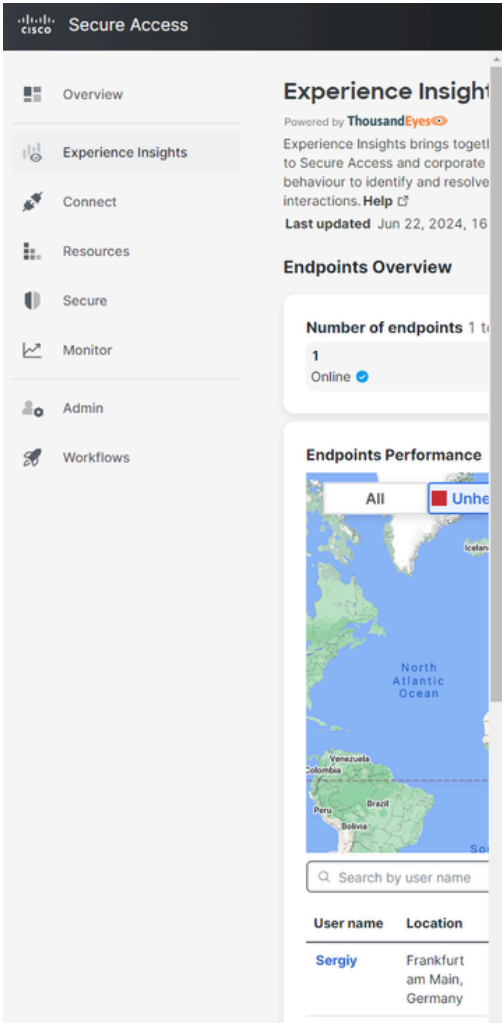 CISCO Secure Access
Overview
Experience Insights
Connect
Resources
Secure
Monitor
Admin
Workflows
Experience
Powered by ThousandEyes
Experience Insights brings
to Secure Access and corporate
behaviour to identify and resolve
interactions. Help
Last updated Jun 22, 2024, 16
Endpoints Overview
Number of endpoints 1
1
Online
Endpoints Performance
All
North
Atlantic
Ocean
Venezuela
Colombia
Peru
Brazil
Bolivia
Search by user name
User name Location
Sergiy Frankfurt
am Main,
Germany